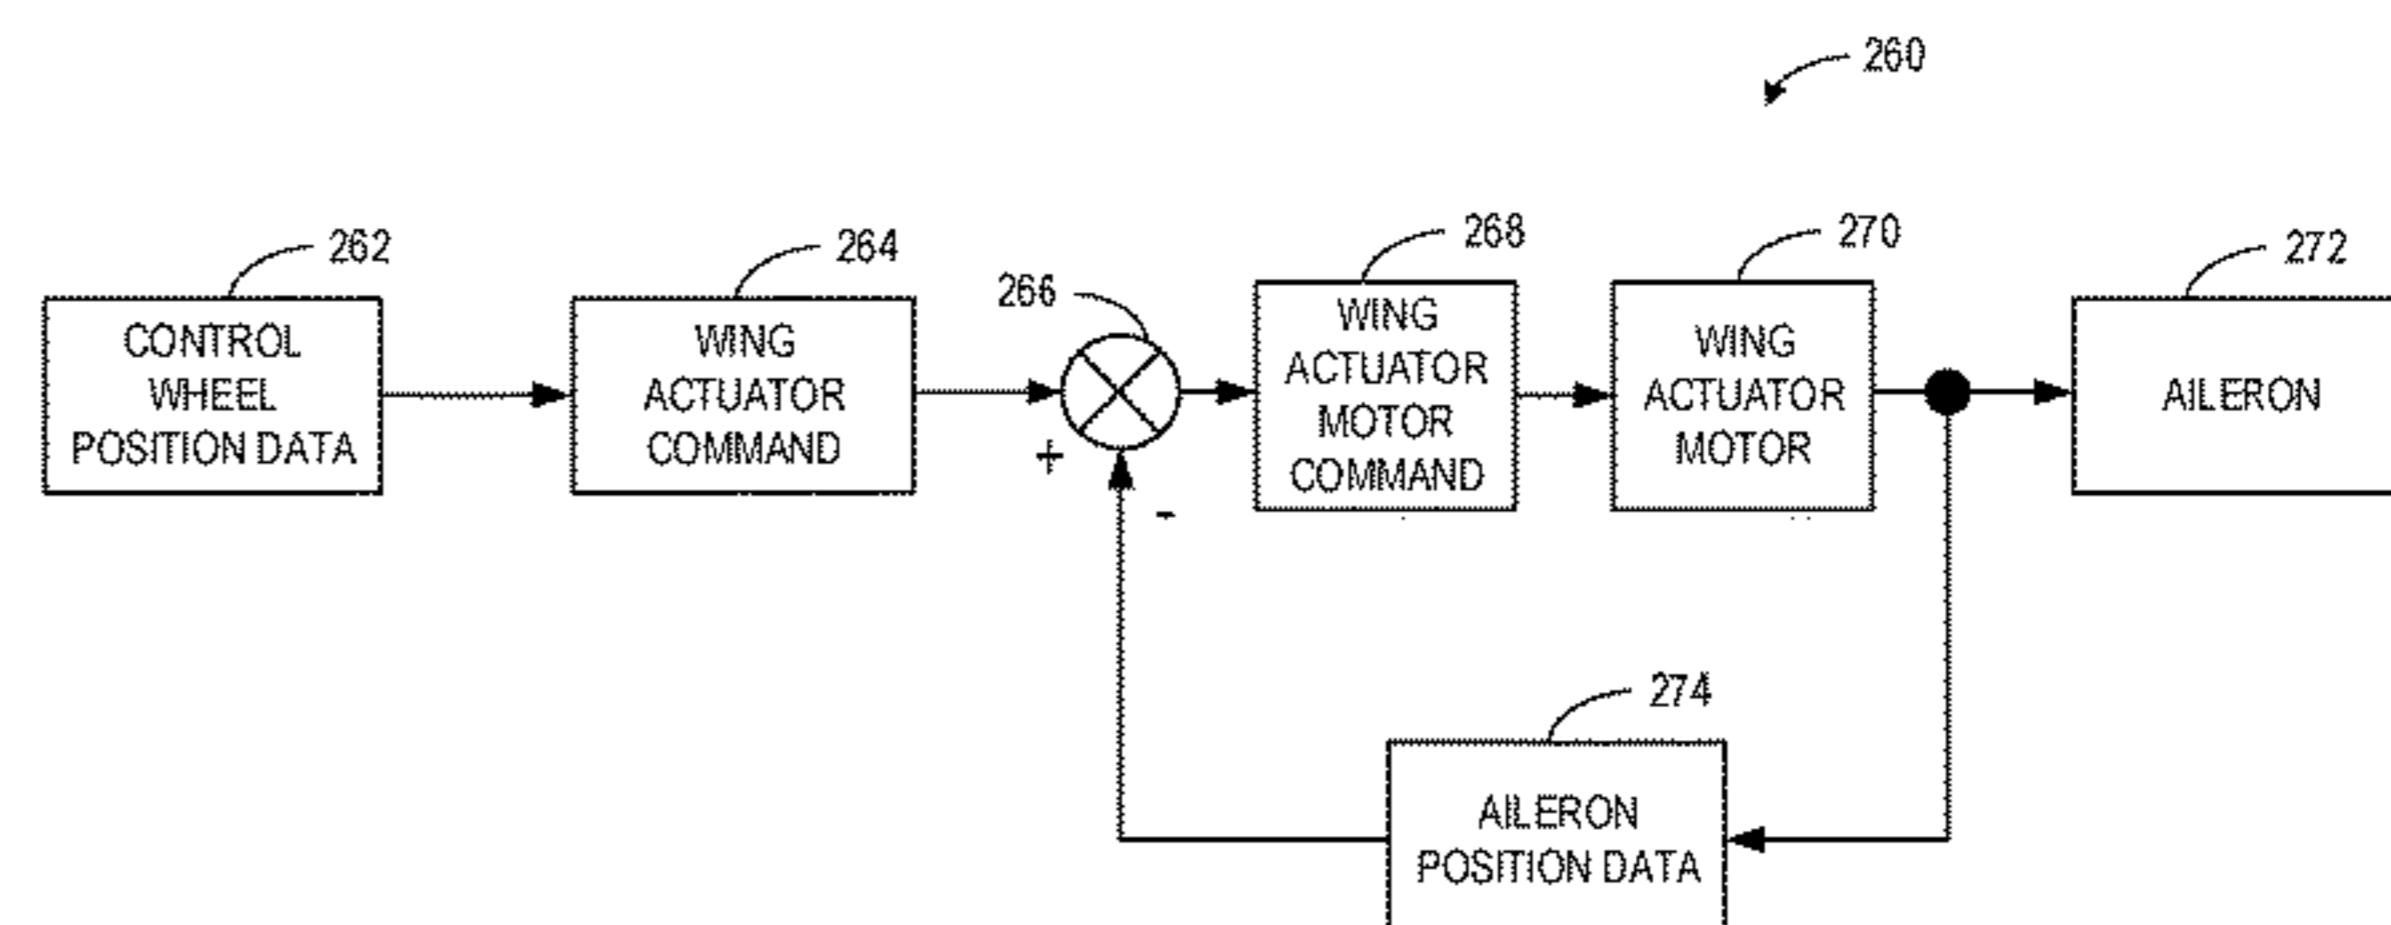 260
262
264
266
268
270
272
CONTROL
WHEEL
POSITION DATA
WING
ACTUATOR
COMMAND
+
-
WING
ACTUATOR
MOTOR
COMMAND
WING
ACTUATOR
MOTOR
AILERON
274
AILERON
POSITION DATA